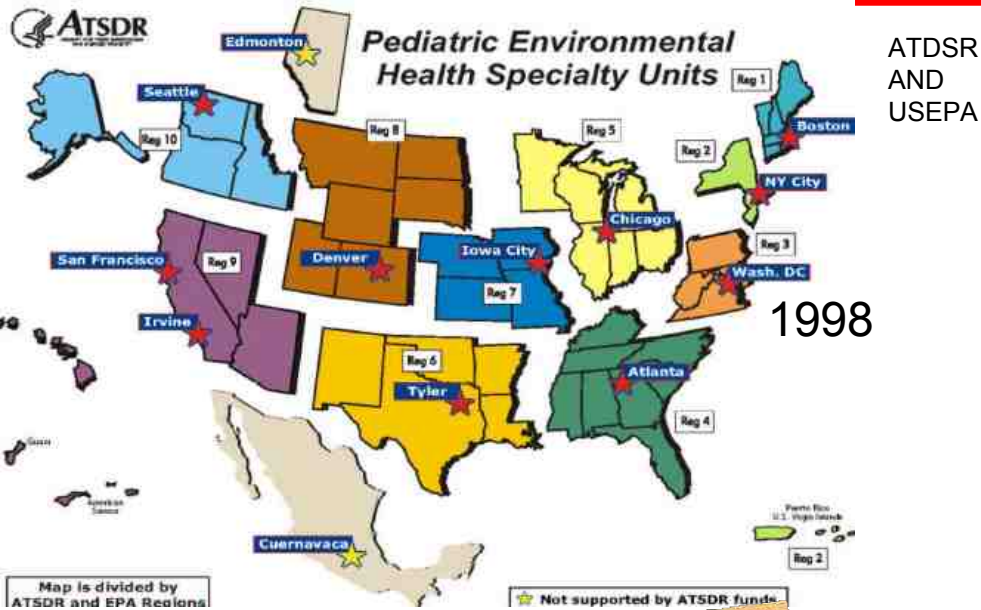 ATSDR
Edmonton
Pediatric Environmental
Health Specialty Units
Reg 1
ATDSR
AND
USEPA
Seattle
Reg 10
Reg 8
Reg 5
Reg 2
Boston
NY City
Chicago
Reg 3
San Francisco
Reg 9
Denver
Iowa City
Wash. DC
Reg 7
1998
Irvine
Reg 6
Tyler
Atlanta
Reg 4
Guam
American
Samoa
Puerto Rico
U.S. Virgin Islands
Cuernavaca
Reg 2
Map is divided by
ATSDR and EPA Regions
Not supported by ATSDR funds